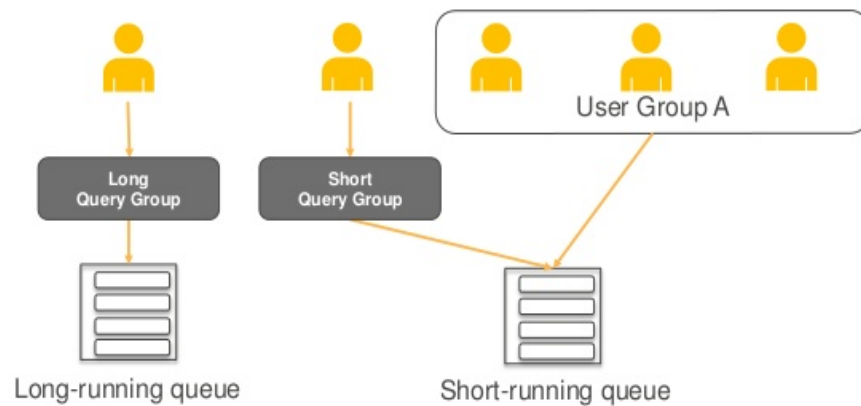 User Group A
Long
Query Group
Short
Query Group
Long-running queue
Short-running queue